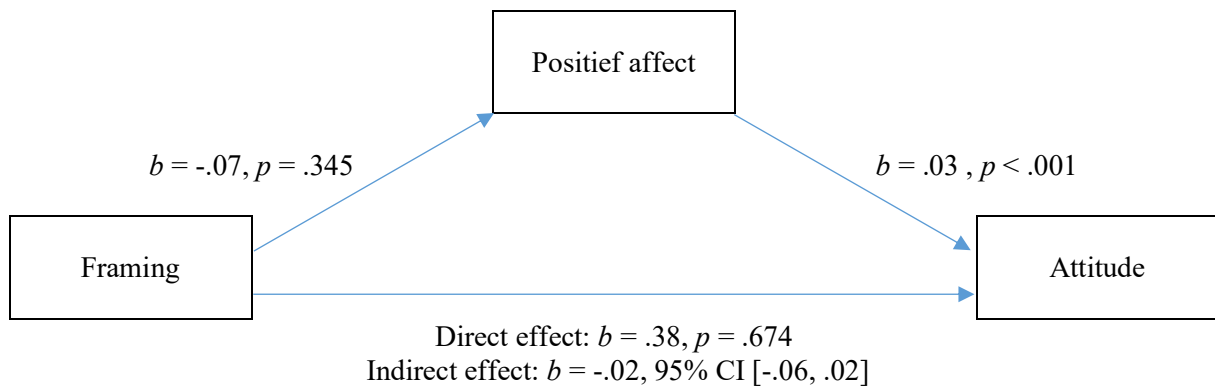 Positief affect
b = -.07, p = .345
b = .03 , p < .001
Framing
Attitude
Direct effect: b = .38, p = .674
Indirect effect: b = -.02, 95% CI [-.06, .02]